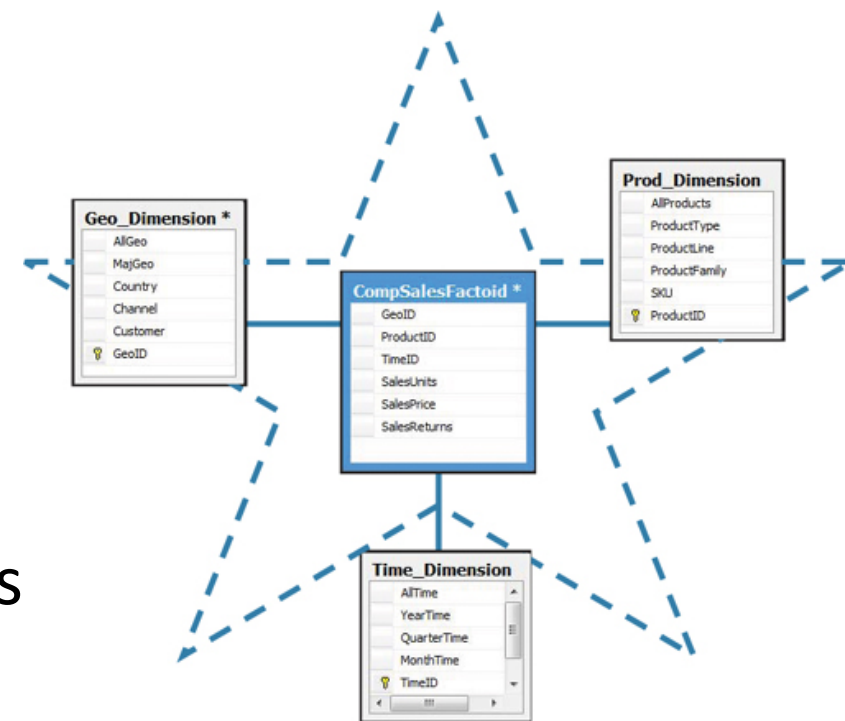 Geo_Dimension *
AllGeo
MajGeo
Country
Channel
Customer
GeoID
CompSalesFactoid *
GeoID
ProductID
TimeID
SalesUnits
SalesPrice
SalesReturns
Prod_Dimension
AllProducts
ProductType
ProductLine
ProductFamily
SKU
ProductID
s
Time_Dimension
AllTime
YearTime
QuarterTime
MonthTime
TimeID